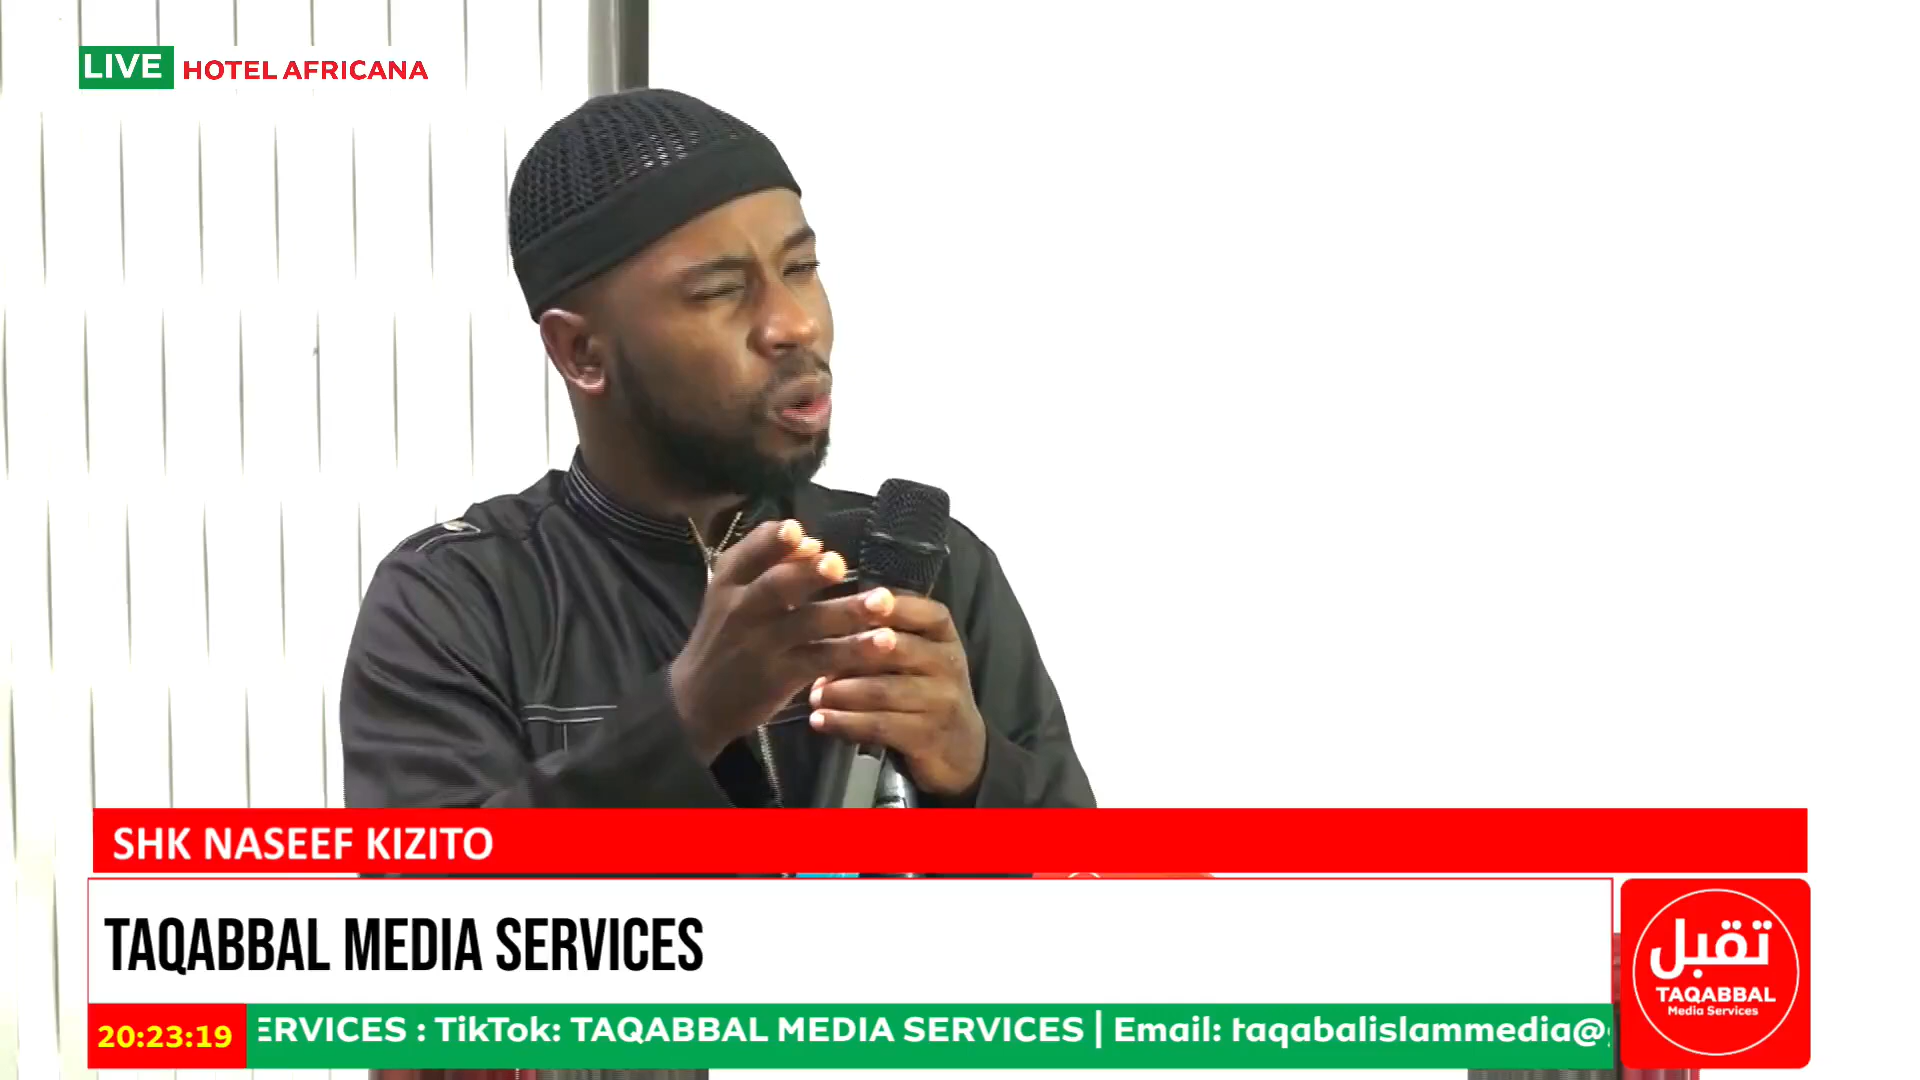 LIVE HOTEL AFRICANA
SHK NASEEF KIZITO
TAQABBAL MEDIA SERVICES
تقبل
TAQABBAL
Media Services
20:23:19 ERVICES : TikTok: TAQABBAL MEDIA SERVICES | Email: taqabalislammedia@